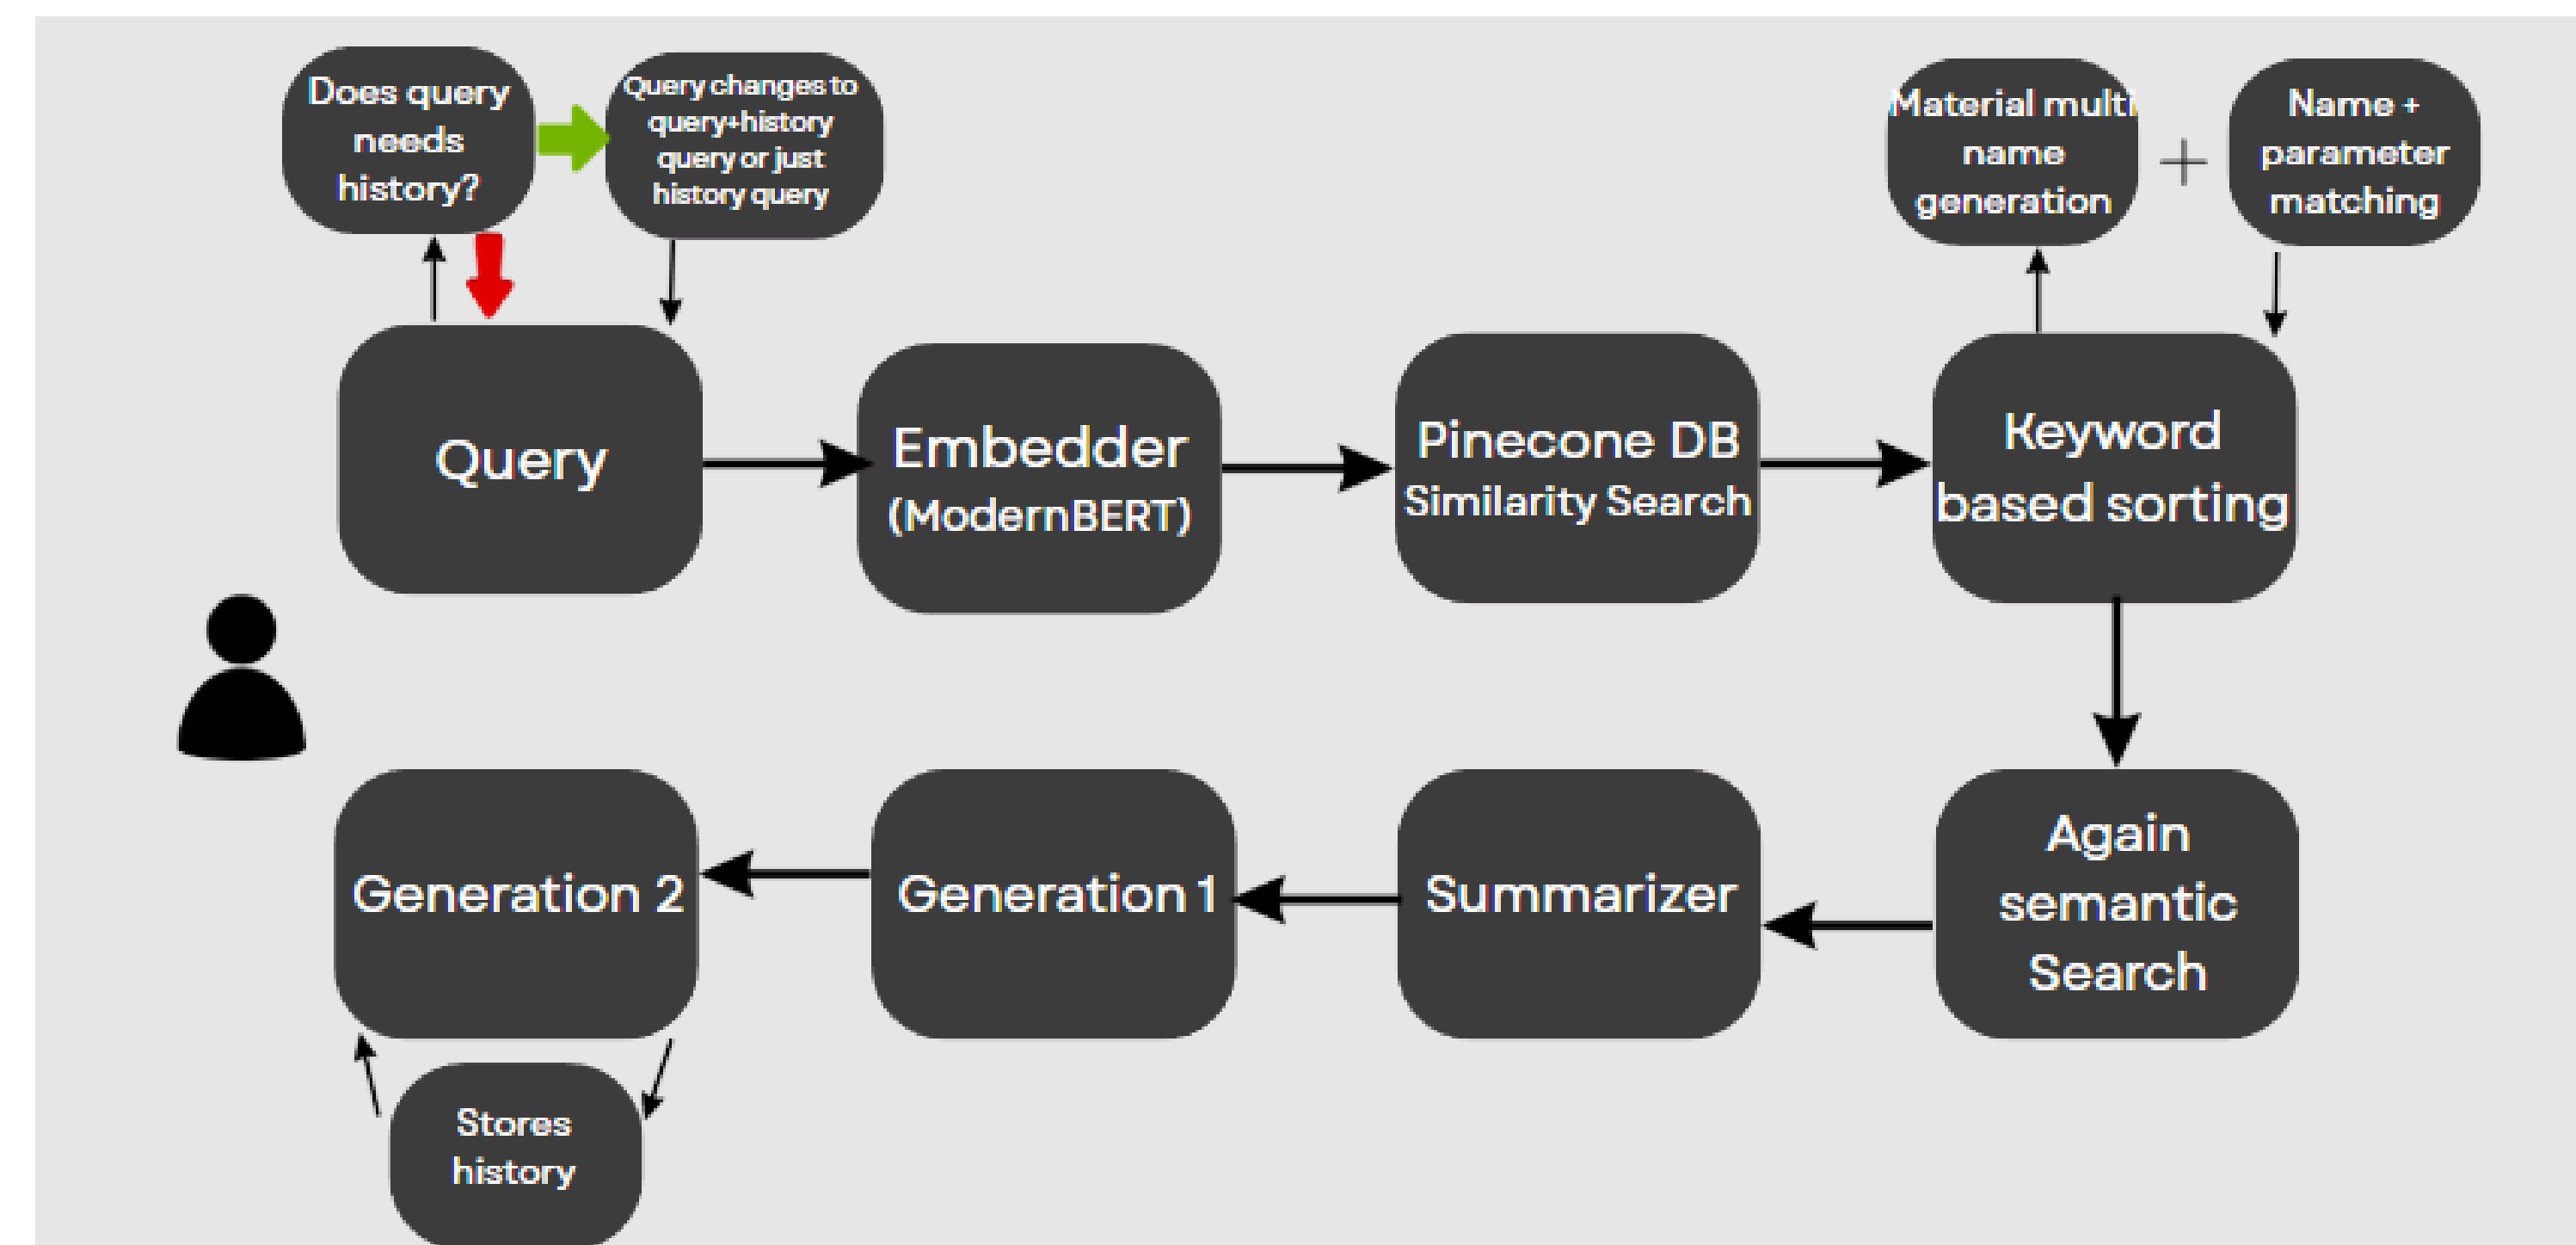 Does query
needs
history?
Query changes to
query+history
query or just
history query
Material multi
name
generation
+
Name +
parameter
matching
Query
Embedder
(ModernBERT)
Pinecone DB
Similarity Search
Keyword
based sorting
Generation 2
Generation 1
Summarizer
Again
semantic
Search
Stores
history